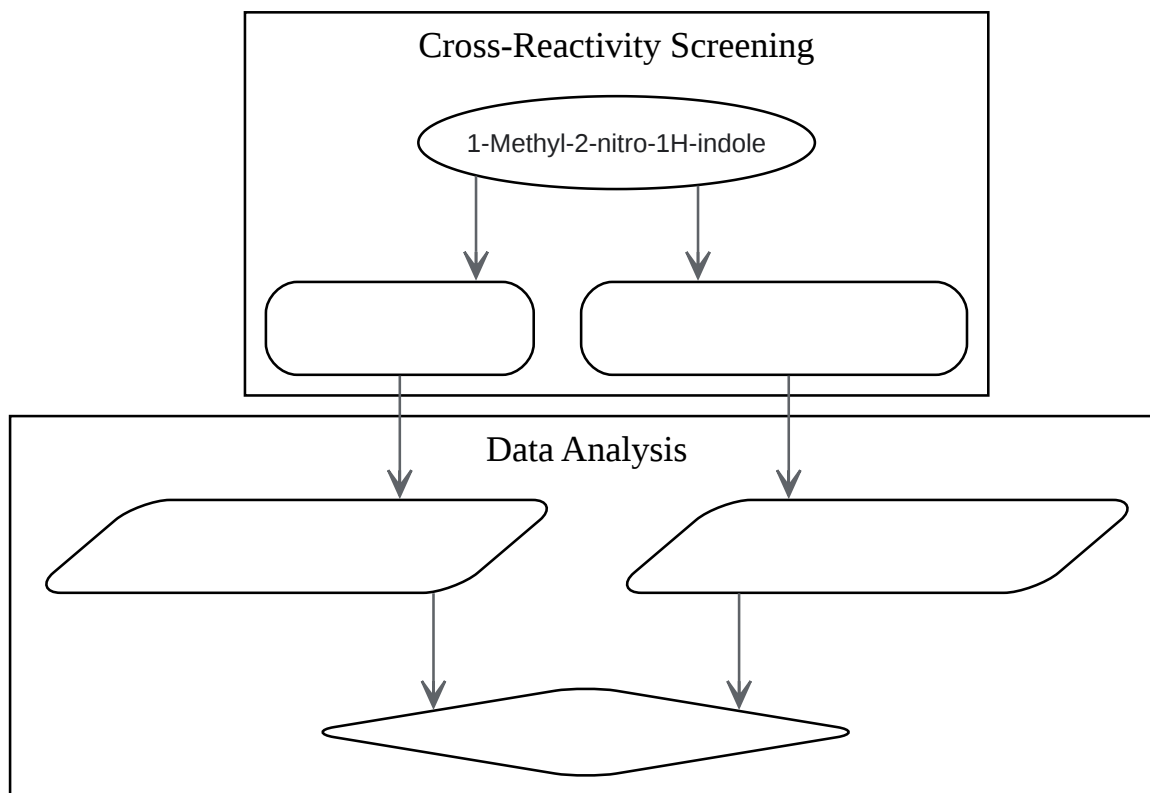 Cross-Reactivity Screening
1-Methyl-2-nitro-1H-indole
Data Analysis